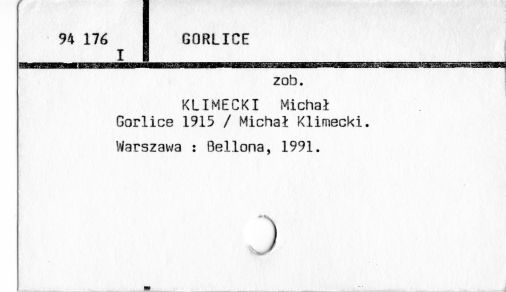 94 176 GORLICE
I
zob.
KLIMECKI Michał
Gorlice 1915 / Michał Klimecki.
Warszawa : Bellona, 1991.